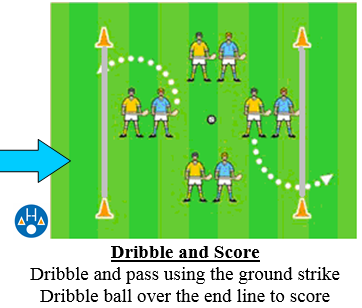 Dribble and Score
Dribble and pass using the ground strike
Dribble ball over the end line to score